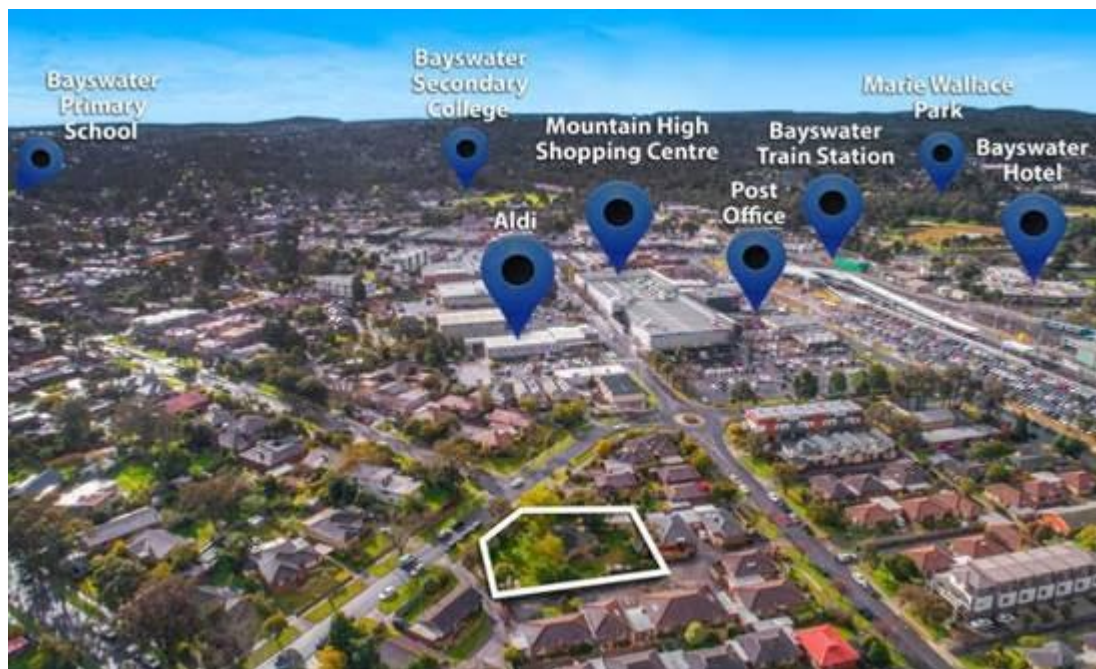 Bayswater
Primary
School
Bayswater
Secondary
College
Aldi
Mountain High
Shopping Centre
Post
Office
Bayswater
Train Station
Marie Wallace
Park
Bayswater
Hotel